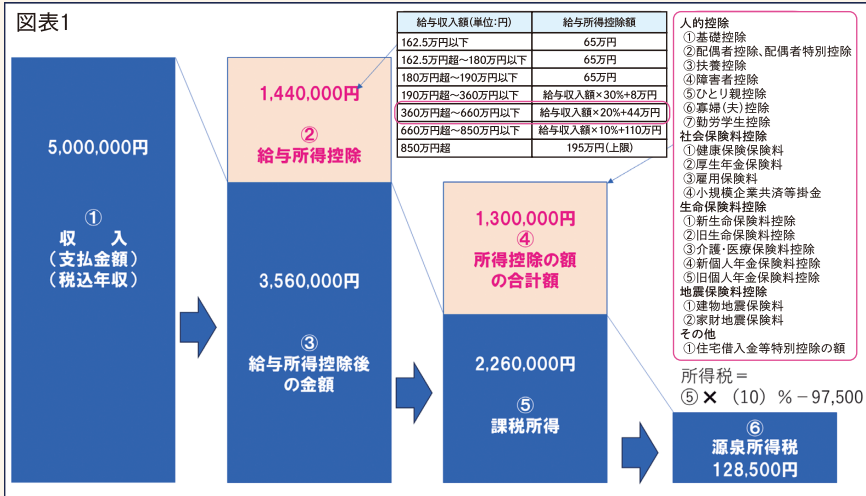 図表1
5,000,000円
①
収　入
（支払金額）
（税込年収）
1,440,000円
②
給与所得控除
3,560,000円
③
給与所得控除後
の金額
給与収入額(単位:円) 給与所得控除額
162.5万円以下 65万円
162.5万円超〜180万円以下 65万円
180万円超〜190万円以下 65万円
190万円超〜360万円以下 給与収入額×30%+8万円
360万円超〜660万円以下 給与収入額×20%+44万円
660万円超〜850万円以下 給与収入額×10%+110万円
850万円超 195万円(上限)
1,300,000円
④
所得控除の額
の合計額
2,260,000円
⑤
課税所得
人的控除
①基礎控除
②配偶者控除、配偶者特別控除
③扶養控除
④障害者控除
⑤ひとり親控除
⑥寡婦(夫)控除
⑦勤労学生控除
社会保険料控除
①健康保険保険料
②厚生年金保険料
③雇用保険料
④小規模企業共済等掛金
生命保険料控除
①新生命保険料控除
②旧生命保険料控除
③介護・医療保険料控除
④新個人年金保険料控除
⑤旧個人年金保険料控除
地震保険料控除
①建物地震保険料
②家財地震保険料
その他
①住宅借入金等特別控除の額
所得税＝
⑤×（10）％－97,500
⑥
源泉所得税
128,500円